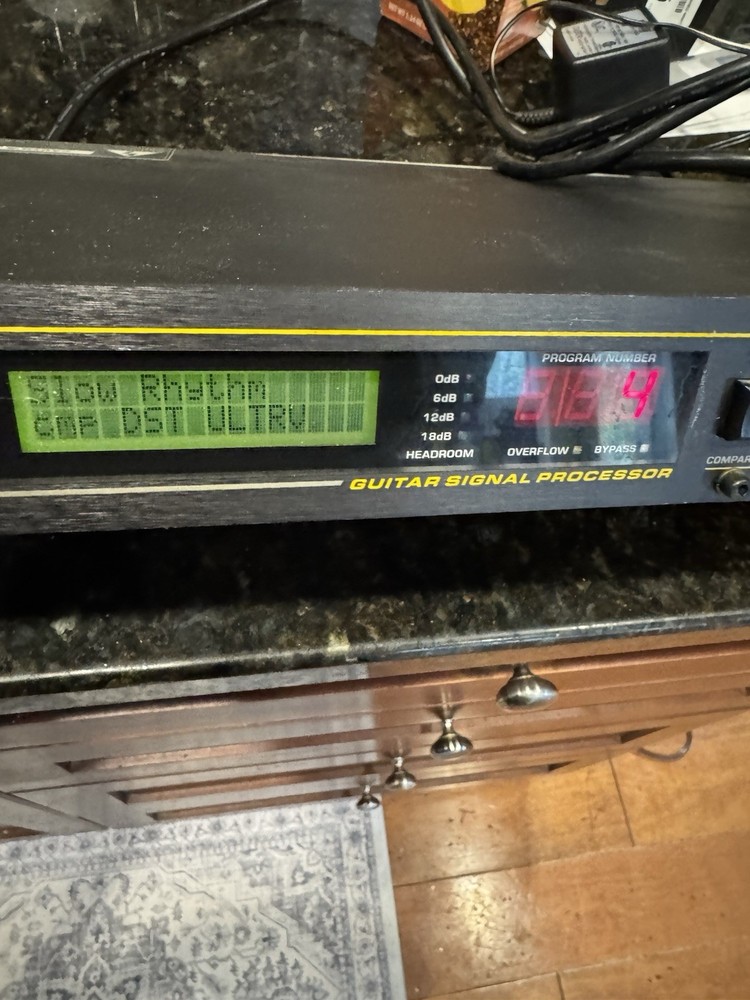 Slow Rhythm
cmp DST ULTRV
PROGRAM NUMBER
4
0dB
6dB
12dB
18dB
HEADROOM
OVERFLOW
BYPASS
GUITAR SIGNAL PROCESSOR